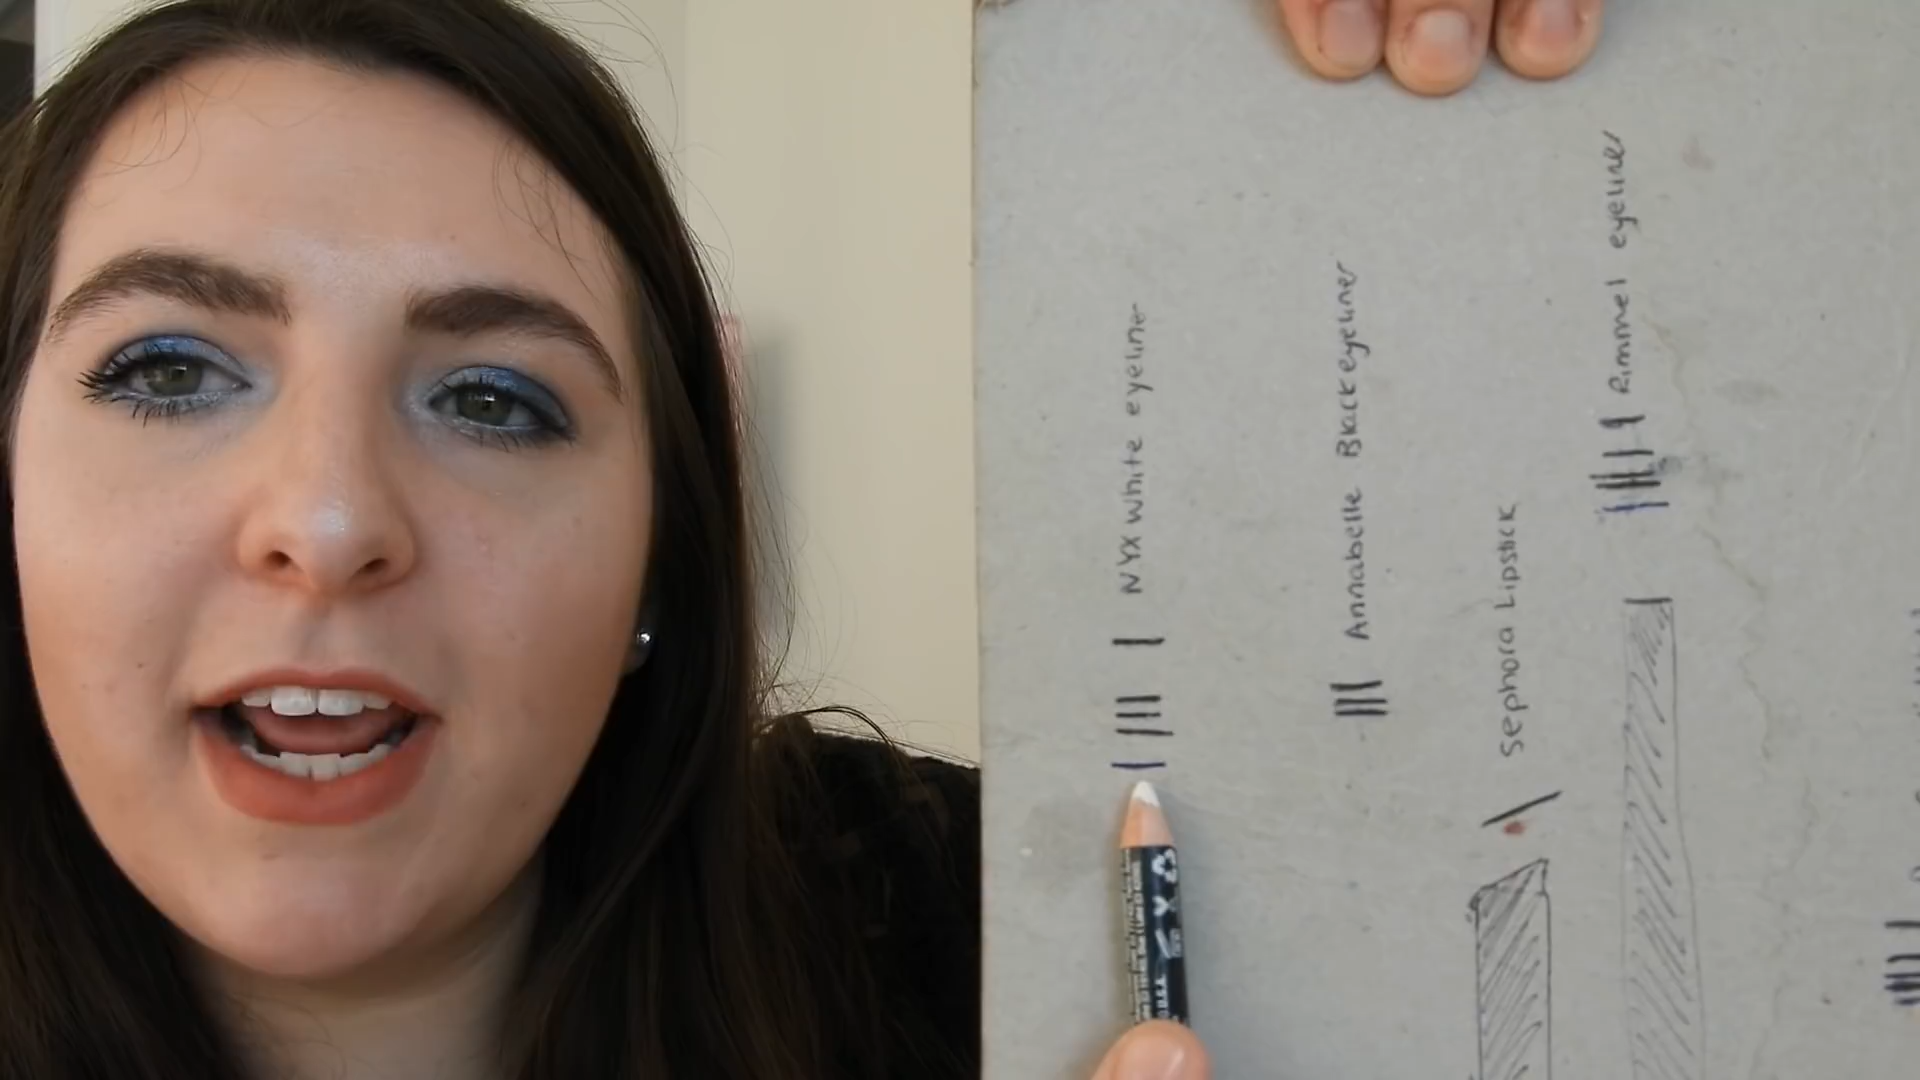 NYX white eyeliner
Annabelle Black eyeliner
Sephora Lipstick
Rimmel eyeliner